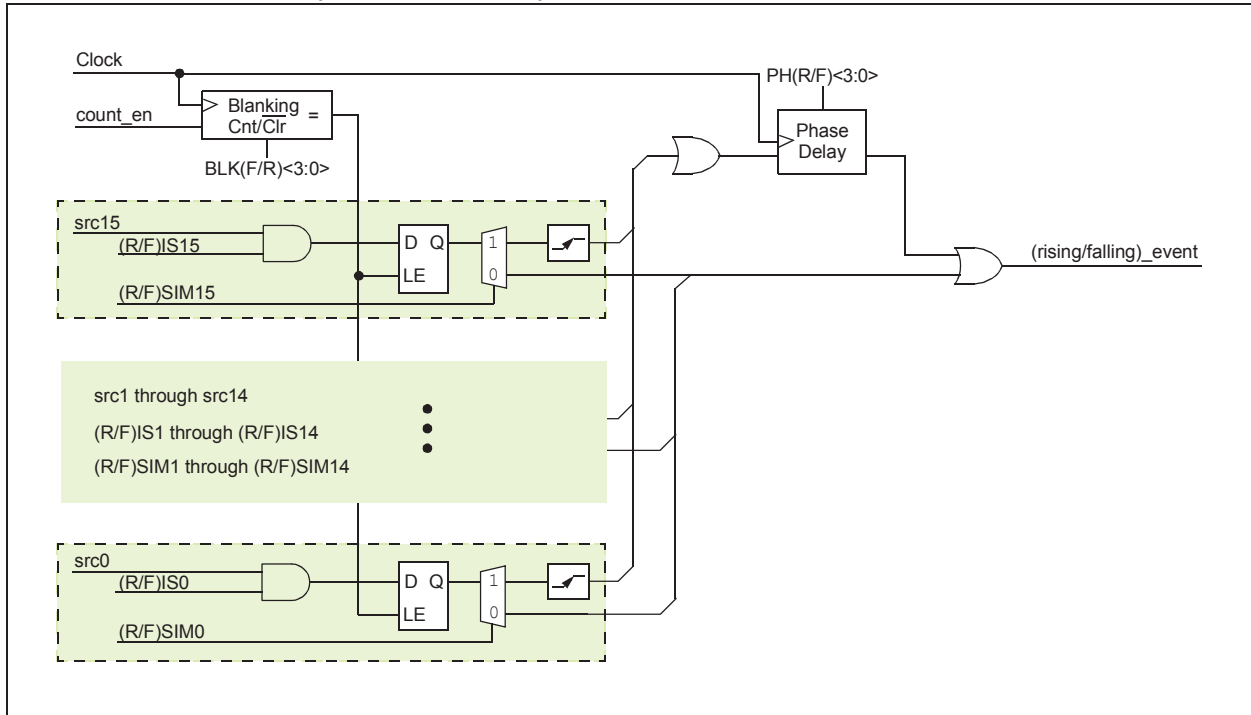 Clock
PH(R/F)<3:0>
count_en
Blanking
Cnt/Clr
=
Phase
Delay
BLK(F/R)<3:0>
src15
(R/F)IS15
D Q
LE
1
0
(R/F)SIM15
(rising/falling)_event
src1 through src14
(R/F)IS1 through (R/F)IS14
(R/F)SIM1 through (R/F)SIM14
src0
(R/F)IS0
D Q
LE
1
0
(R/F)SIM0